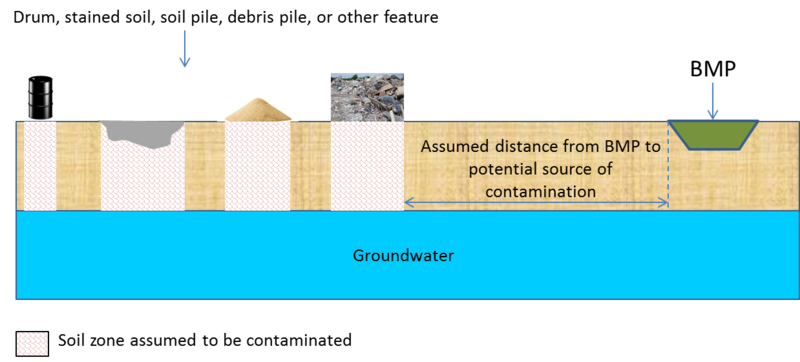 Drum, stained soil, soil pile, debris pile, or other feature
BMP
Assumed distance from BMP to
potential source of
contamination
Groundwater
Soil zone assumed to be contaminated